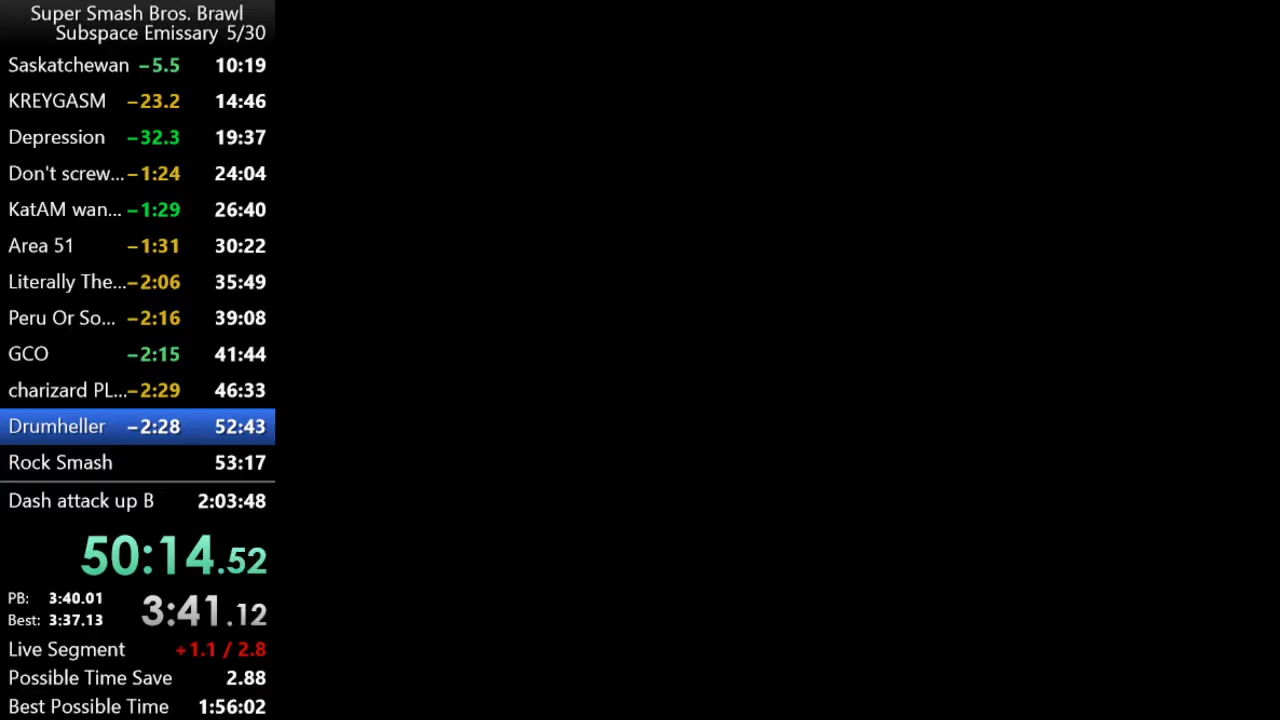 Super Smash Bros. Brawl
Subspace Emissary 5/30
Saskatchewan −5.5 10:19
KREYGASM −23.2 14:46
Depression −32.3 19:37
Don't screw... −1:24 24:04
KatAM wan... −1:29 26:40
Area 51 −1:31 30:22
Literally The... −2:06 35:49
Peru Or So... −2:16 39:08
GCO −2:15 41:44
charizard PL... −2:29 46:33
Drumheller −2:28 52:43
Rock Smash 53:17
Dash attack up B 2:03:48
50:14.52
PB: 3:40.01
Best: 3:37.13
3:41.12
Live Segment +1.1 / 2.8
Possible Time Save 2.88
Best Possible Time 1:56:02